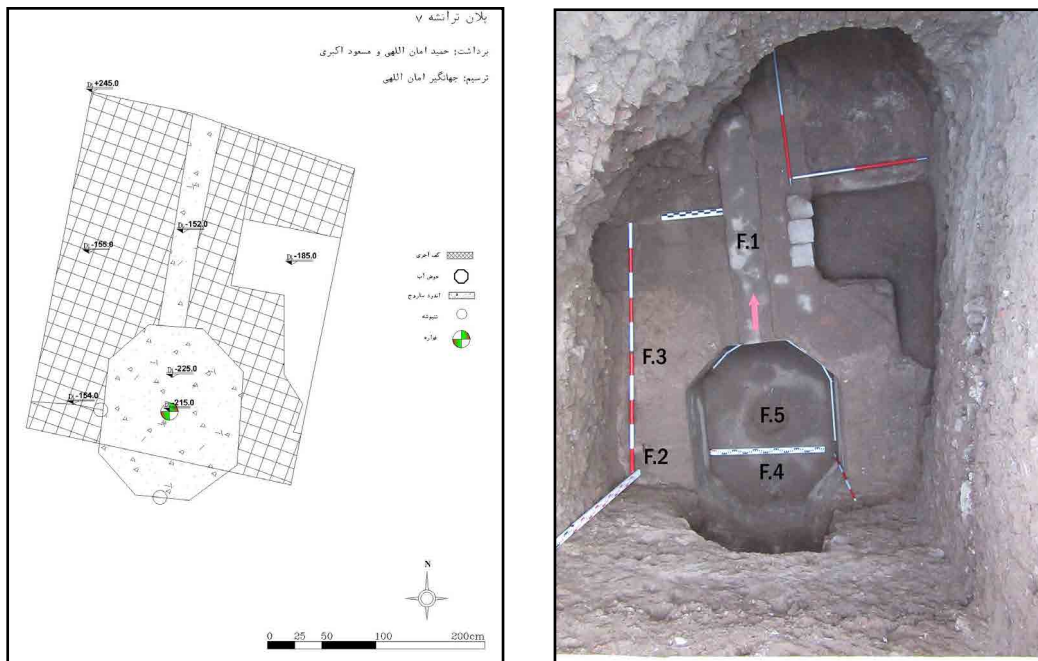 پلان ترانشه ۷
برداشت: حمید امان اللهی و مسعود اکبری
ترسیم: جهانگیر امان اللهی
+245.0
-152.0
-155.0
-185.0
-225.0
-154.0
-215.0
کف آجری
حوض آب
اندود ساروج
تنبوشه
فواره
N
0 25 50 100 200cm
F.1
F.3
F.5
F.2
F.4